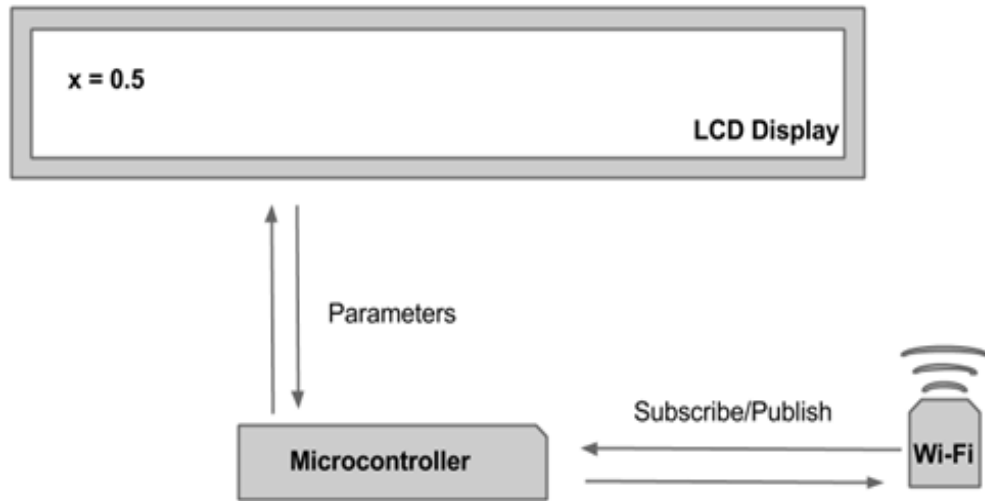 x = 0.5
LCD Display
Parameters
Subscribe/Publish
Microcontroller
Wi-Fi